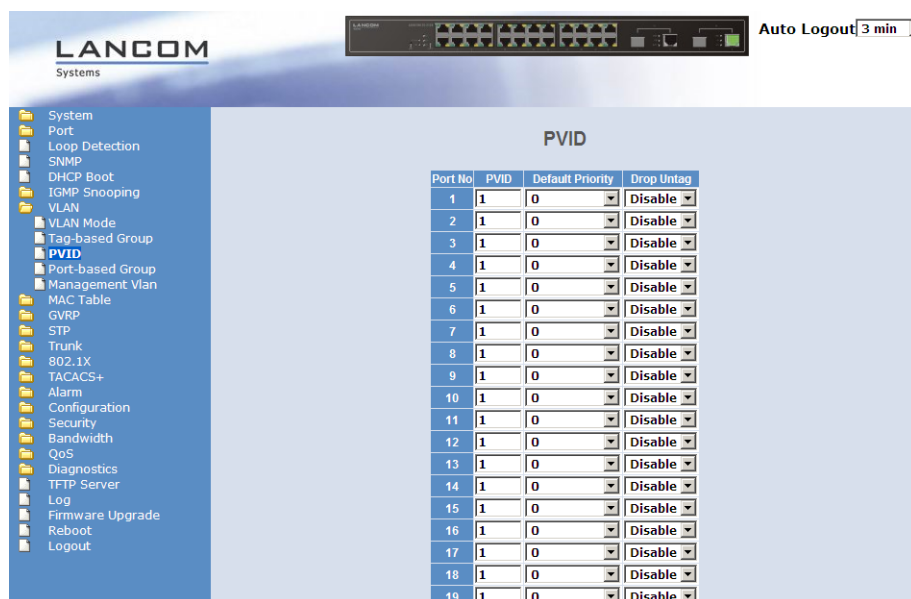 LANCOM
Systems
LANCOM
Auto Logout 3 min
System
Port
Loop Detection
SNMP
DHCP Boot
IGMP Snooping
VLAN
VLAN Mode
Tag-based Group
PVID
Port-based Group
Management Vlan
MAC Table
GVRP
STP
Trunk
802.1X
TACACS+
Alarm
Configuration
Security
Bandwidth
QoS
Diagnostics
TFTP Server
Log
Firmware Upgrade
Reboot
Logout
PVID
Port No PVID Default Priority Drop Untag
1 1 0 Disable
2 1 0 Disable
3 1 0 Disable
4 1 0 Disable
5 1 0 Disable
6 1 0 Disable
7 1 0 Disable
8 1 0 Disable
9 1 0 Disable
10 1 0 Disable
11 1 0 Disable
12 1 0 Disable
13 1 0 Disable
14 1 0 Disable
15 1 0 Disable
16 1 0 Disable
17 1 0 Disable
18 1 0 Disable
19 1 0 Disable